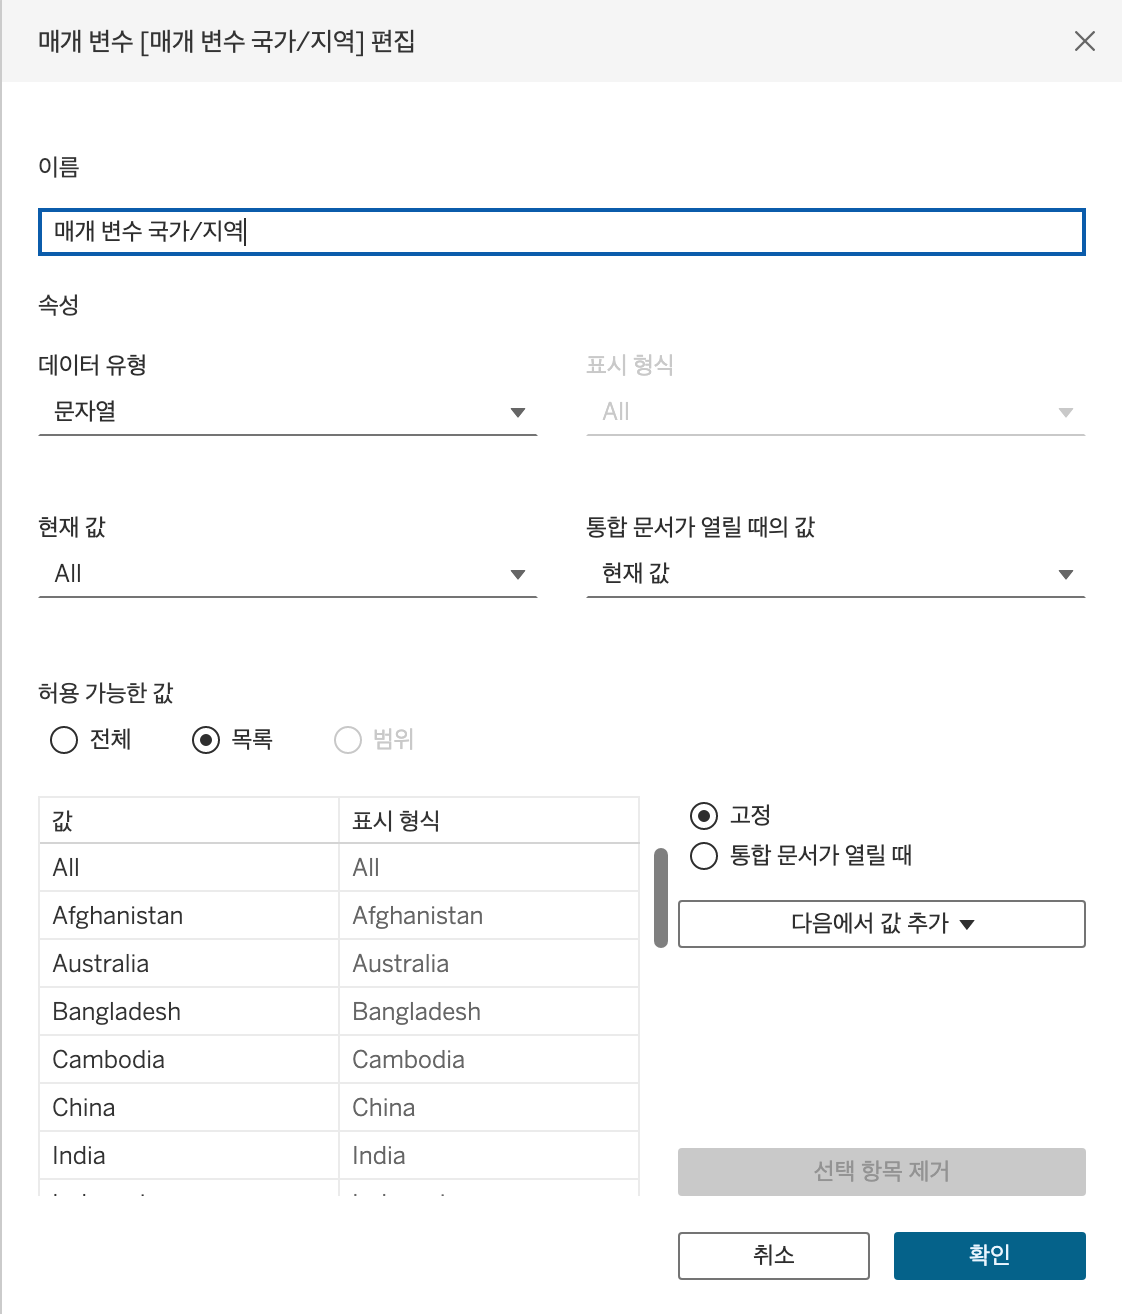 매개 변수 [매개 변수 국가/지역] 편집
이름
매개 변수 국가/지역
속성
데이터 유형
표시 형식
문자열
All
현재 값
통합 문서가 열릴 때의 값
All
현재 값
허용 가능한 값
전체
목록
범위
값 표시 형식
All All
Afghanistan Afghanistan
Australia Australia
Bangladesh Bangladesh
Cambodia Cambodia
China China
India India
고정
통합 문서가 열릴 때
다음에서 값 추가
선택 항목 제거
취소
확인